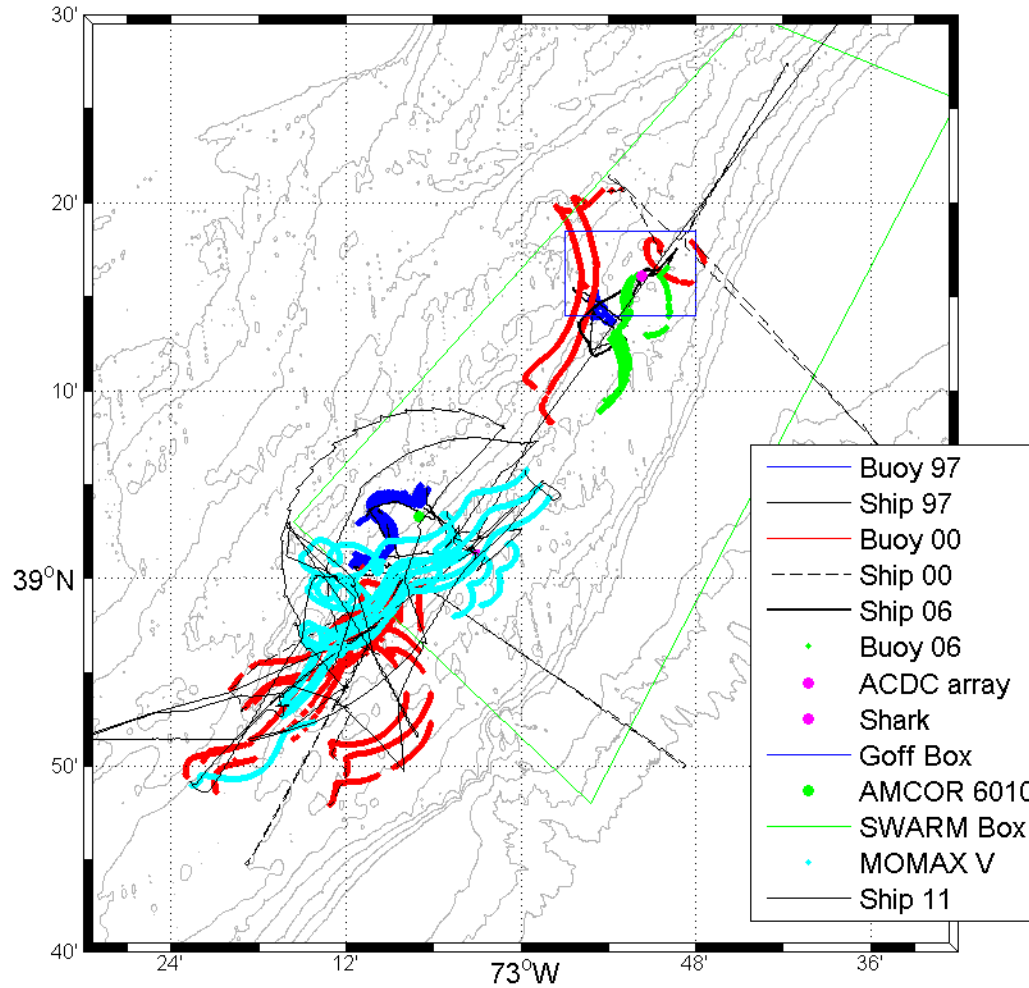 30'
20'
10'
39°N
50'
40'
24'
12'
73°W
48'
36'
Buoy 97
Ship 97
Buoy 00
Ship 00
Ship 06
Buoy 06
ACDC array
Shark
Goff Box
AMCOR 6010
SWARM Box
MOMAX V
Ship 11